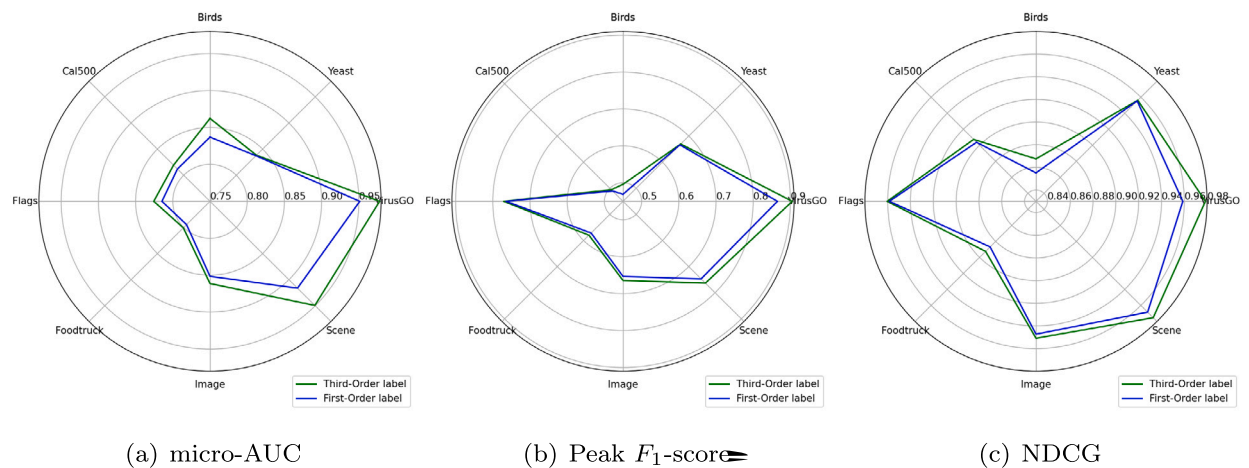 Birds
Cal500
Yeast
Flags
0.75 0.80 0.85 0.90 0.95
VirusGO
Foodtruck
Scene
Image
Third-Order label
First-Order label
(a) micro-AUC
Birds
Cal500
Yeast
Flags
0.5 0.6 0.7 0.8 0.9
VirusGO
Foodtruck
Scene
Image
Third-Order label
First-Order label
(b) Peak F₁-score
Birds
Cal500
Yeast
Flags
0.84 0.86 0.88 0.90 0.92 0.94 0.96 0.98
VirusGO
Foodtruck
Scene
Image
Third-Order label
First-Order label
(c) NDCG